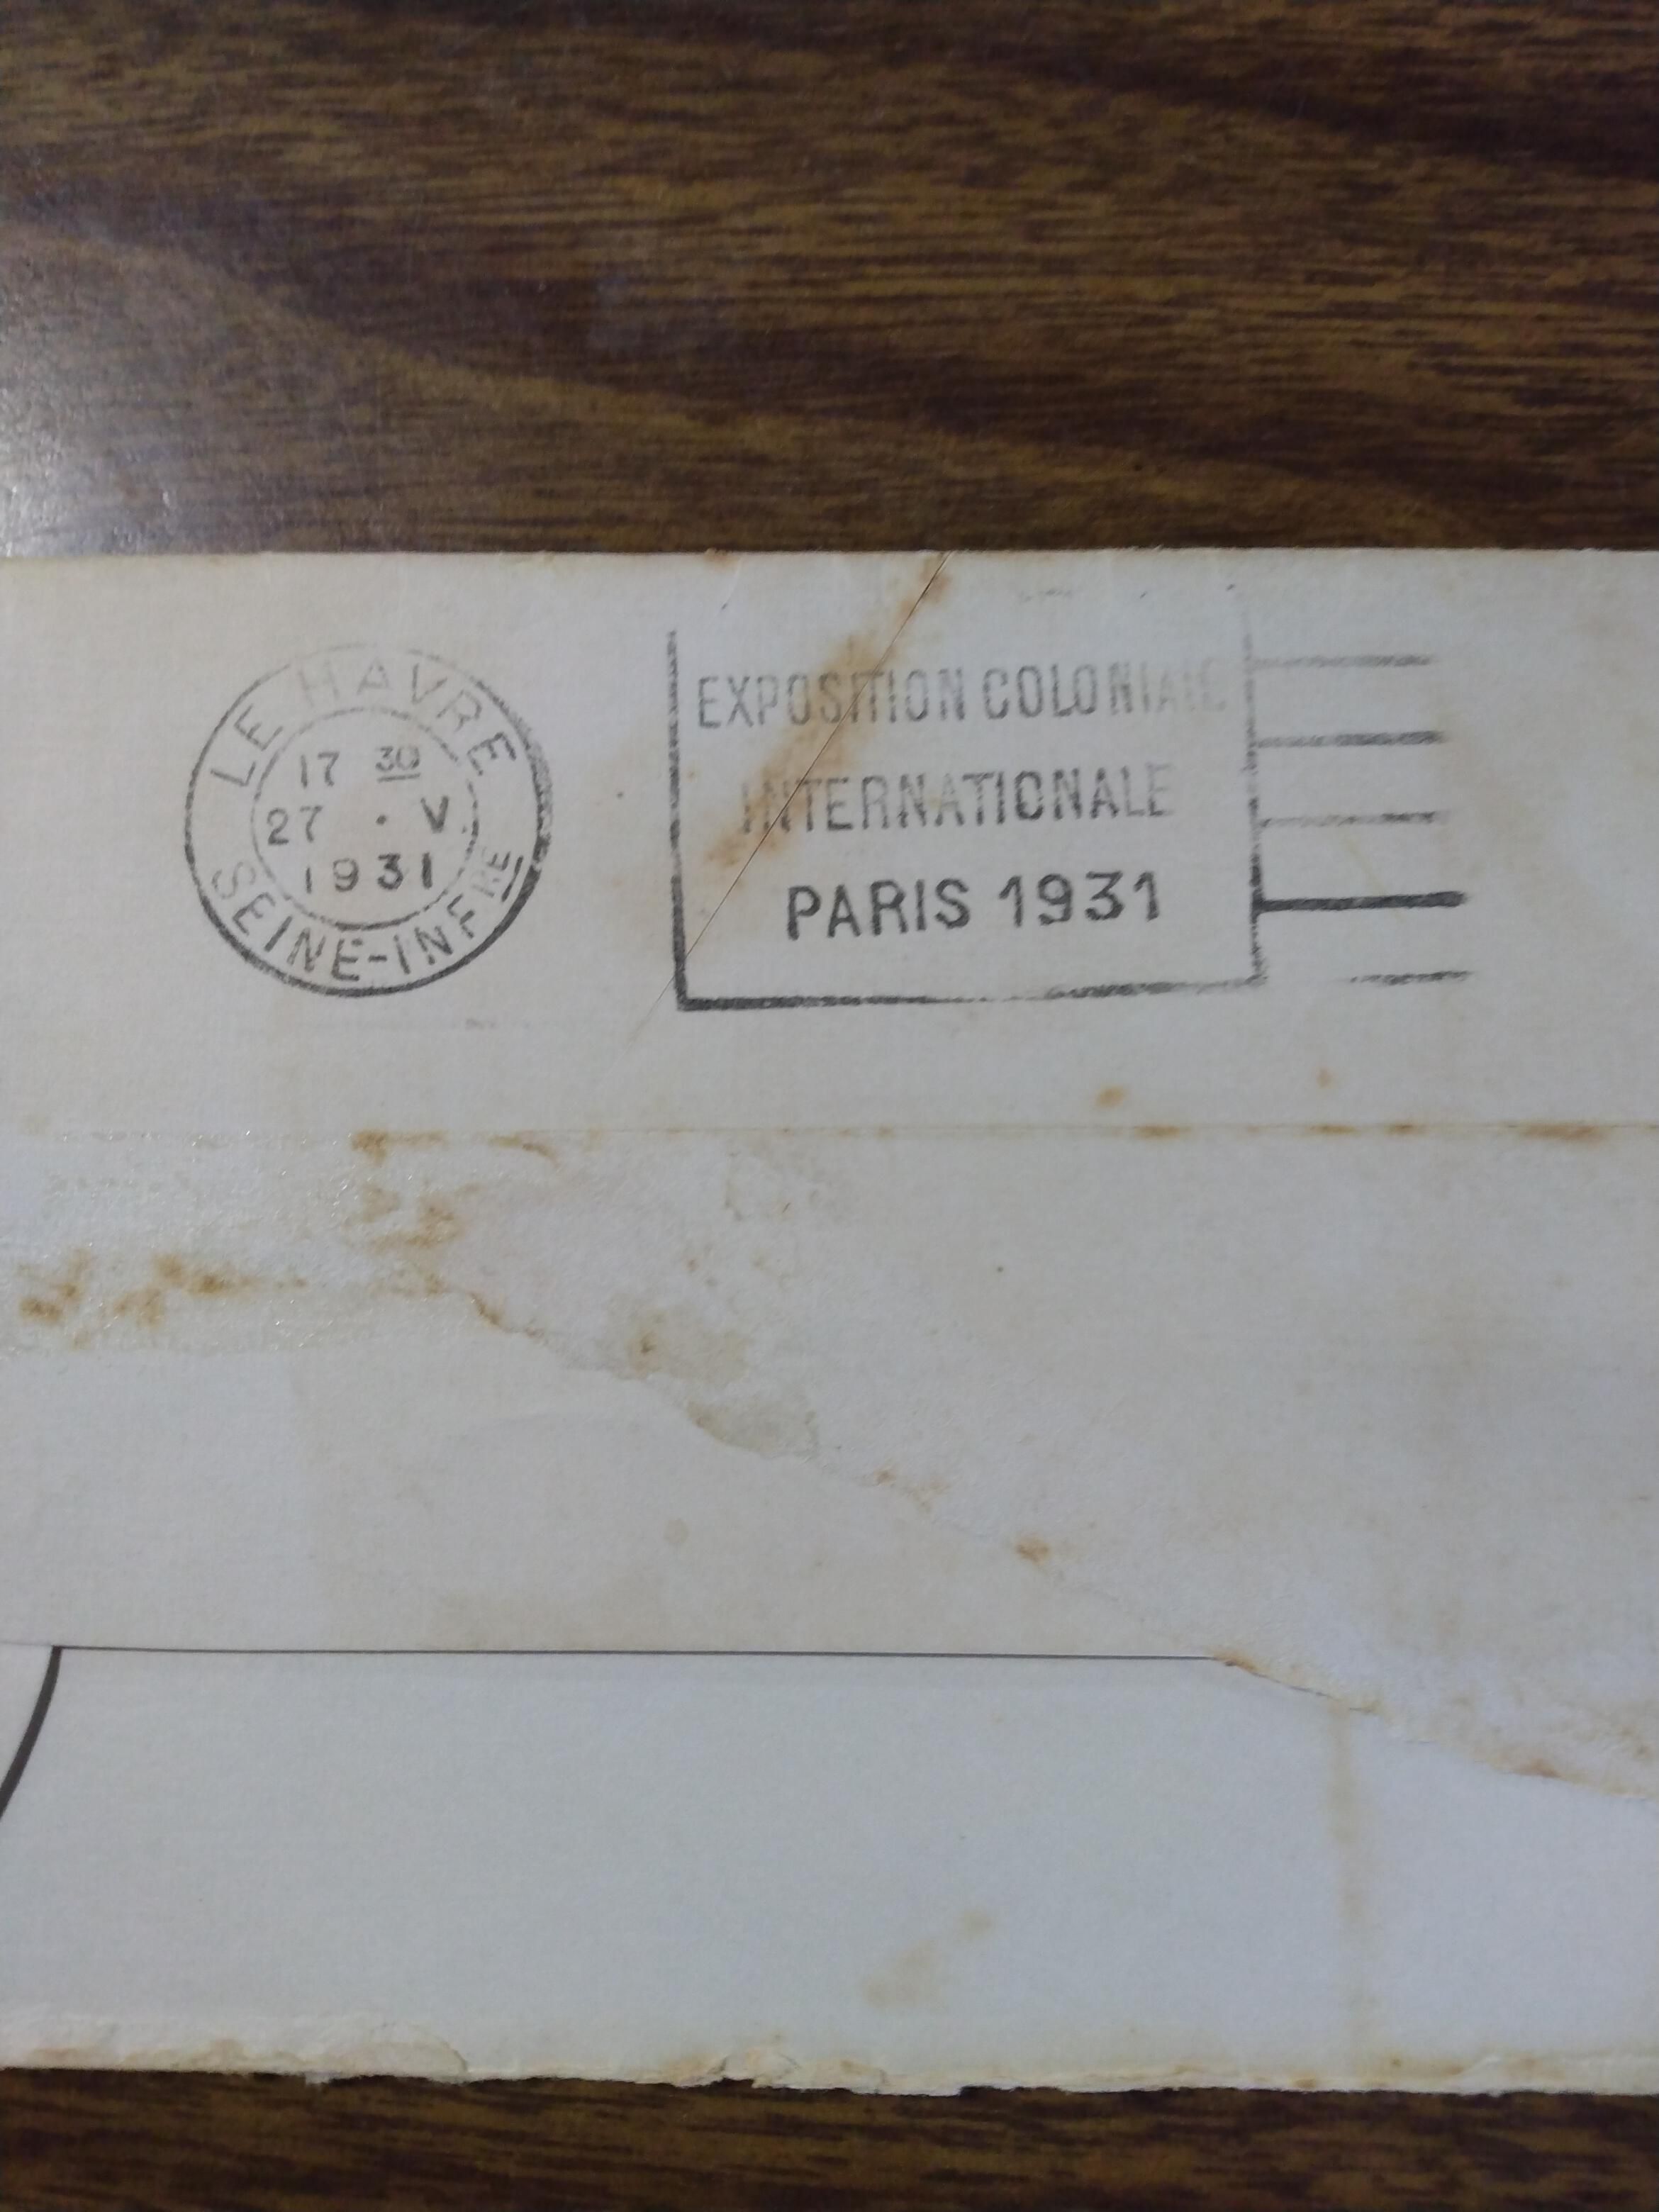 LE HAVRE
17 30
27 . V
1931
SEINE-INFRE
EXPOSITION COLONIALE
INTERNATIONALE
PARIS 1931